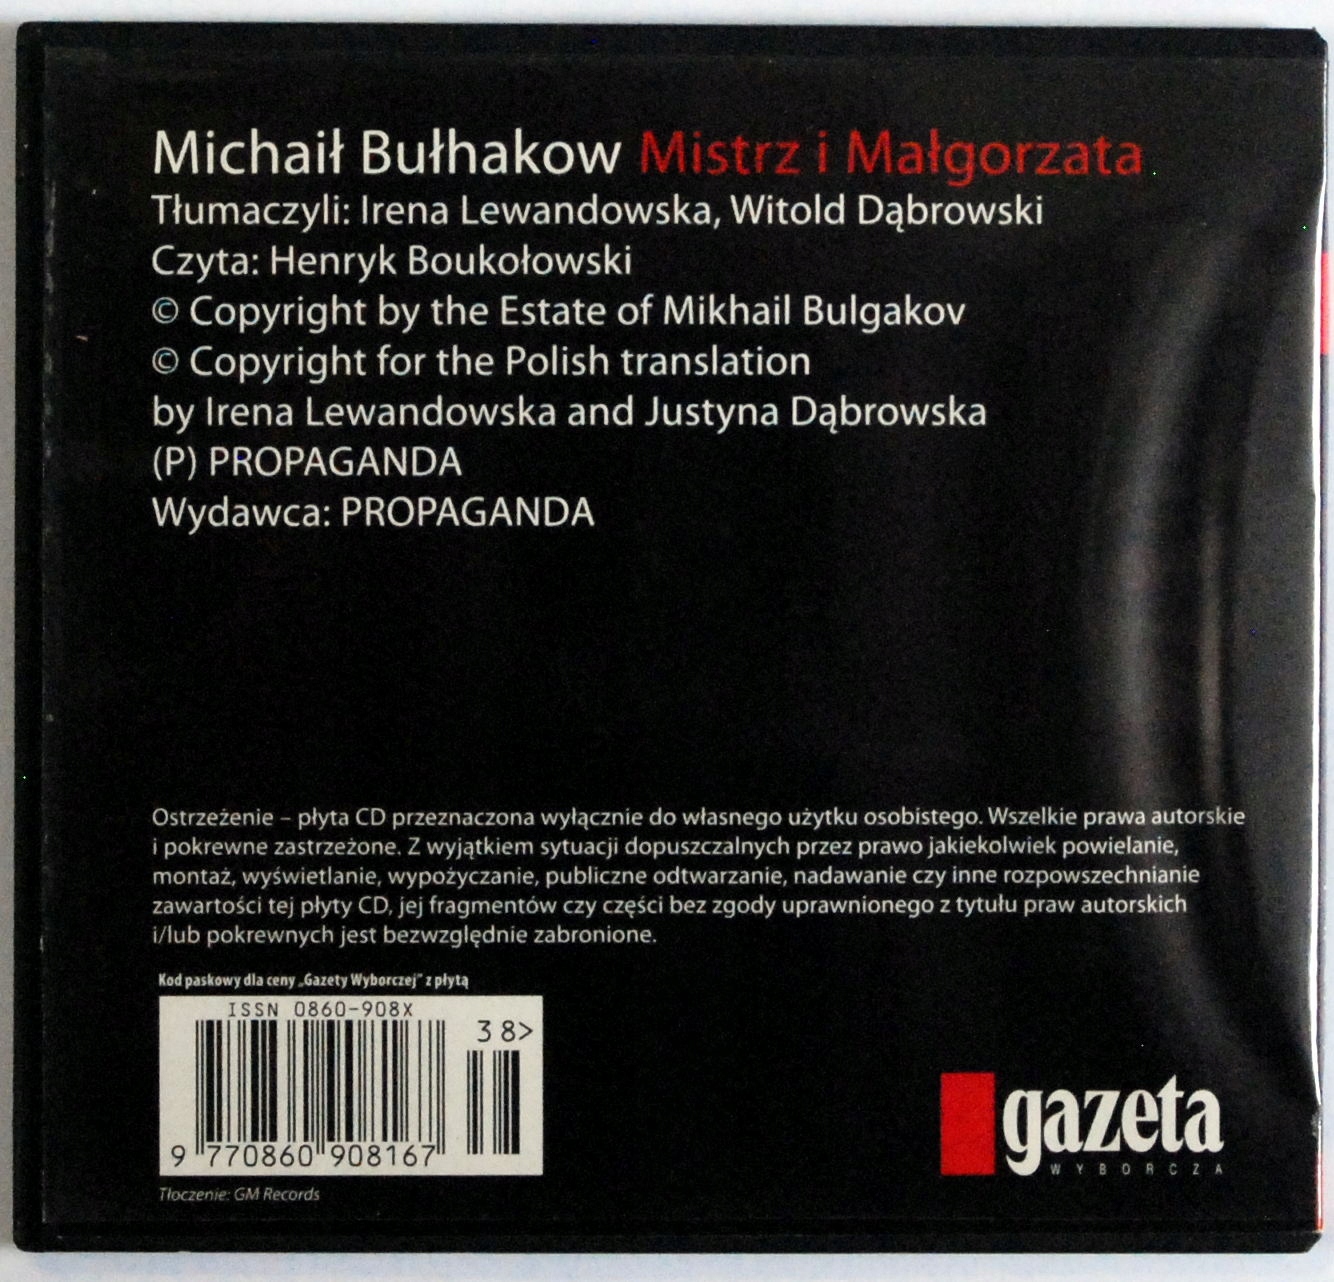 Michaił Bułhakow Mistrz i Małgorzata
Tłumaczyli: Irena Lewandowska, Witold Dąbrowski
Czyta: Henryk Boukołowski
© Copyright by the Estate of Mikhail Bulgakov
© Copyright for the Polish translation
by Irena Lewandowska and Justyna Dąbrowska
(P) PROPAGANDA
Wydawca: PROPAGANDA
Ostrzeżenie – płyta CD przeznaczona wyłącznie do własnego użytku osobistego. Wszelkie prawa autorskie
i pokrewne zastrzeżone. Z wyjątkiem sytuacji dopuszczalnych przez prawo jakiekolwiek powielanie,
montaż, wyświetlanie, wypożyczanie, publiczne odtwarzanie, nadawanie czy inne rozpowszechnianie
zawartości tej płyty CD, jej fragmentów czy części bez zgody uprawnionego z tytułu praw autorskich
i/lub pokrewnych jest bezwzględnie zabronione.
Kod paskowy dla ceny „Gazety Wyborczej" z płytą
ISSN 0860-908X
38>
9 770860 908167
Tłoczenie: GM Records
gazeta
WYBORCZA